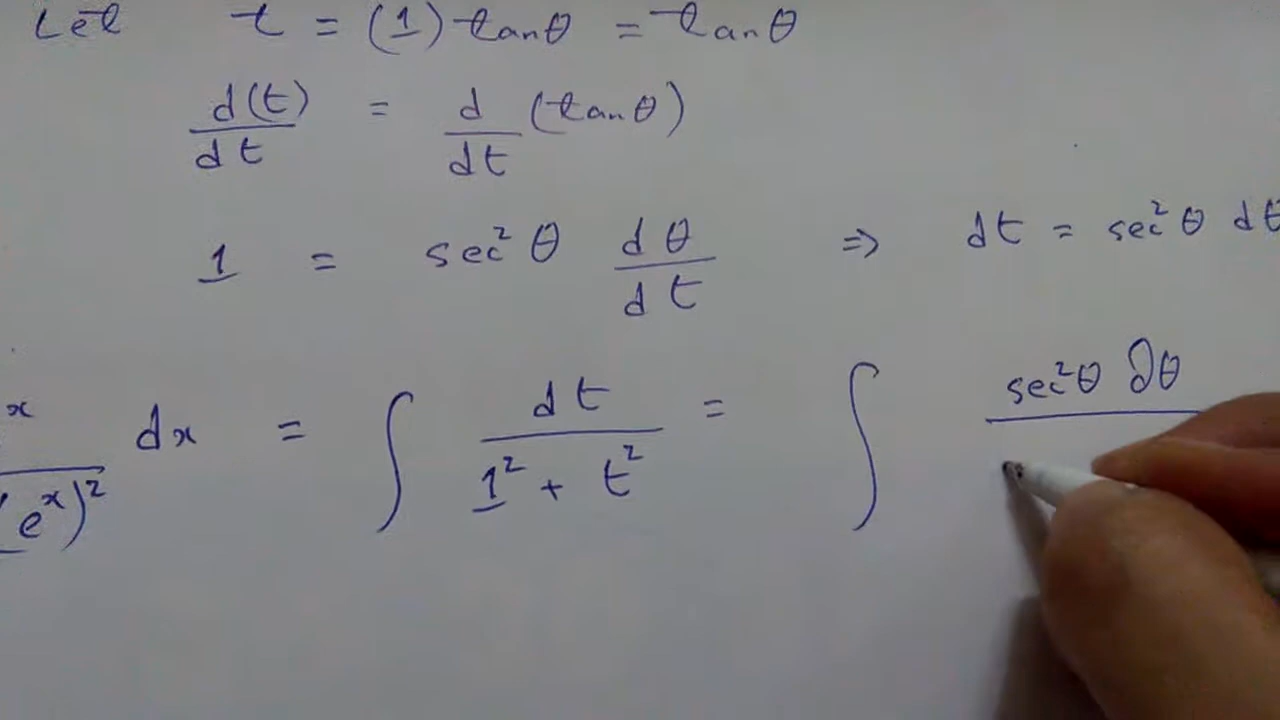 Let t = (1) tanθ = tanθ
d(t)/dt = d/dt (tanθ)
1 = sec²θ dθ/dt ⇒ dt = sec²θ dθ
x/(e^x)² dx = ∫ dt/(1² + t²) = ∫ sec²θ ∂θ